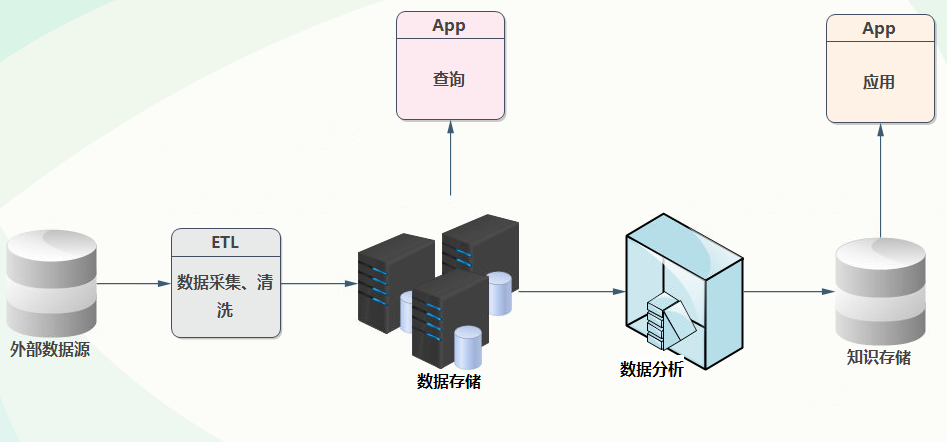 App
查询
App
应用
ETL
数据采集、清
洗
外部数据源
数据存储
数据分析
知识存储